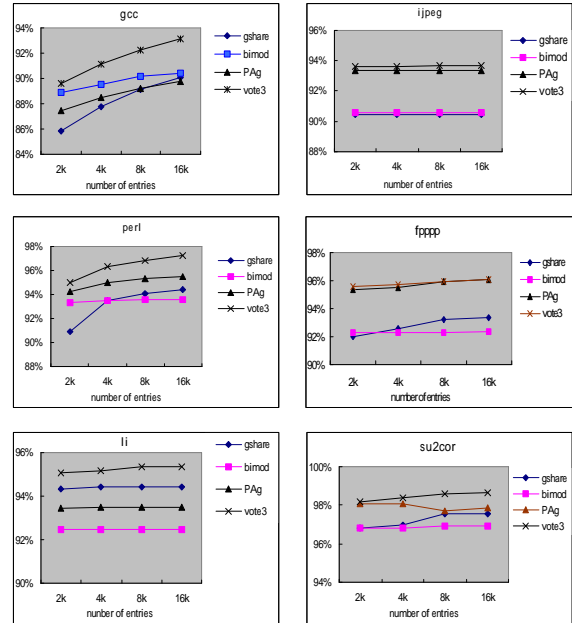 gcc
94%
92%
90%
88%
86%
84%
2k 4k 8k 16k
number of entries
gshare
bimod
PAg
vote3
ijpeg
96%
94%
92%
90%
88%
2k 4k 8k 16k
number of entries
gshare
bimod
PAg
vote3
perl
98%
96%
94%
92%
90%
88%
2k 4k 8k 16k
number of entries
gshare
bimod
PAg
vote3
fpppp
98%
96%
94%
92%
90%
2k 4k 8k 16k
number of entries
gshare
bimod
PAg
vote3
li
96%
94%
92%
90%
2k 4k 8k 16k
number of entries
gshare
bimod
PAg
vote3
su2cor
100%
98%
96%
94%
2k 4k 8k 16k
number of entries
gshare
bimod
PAg
vote3